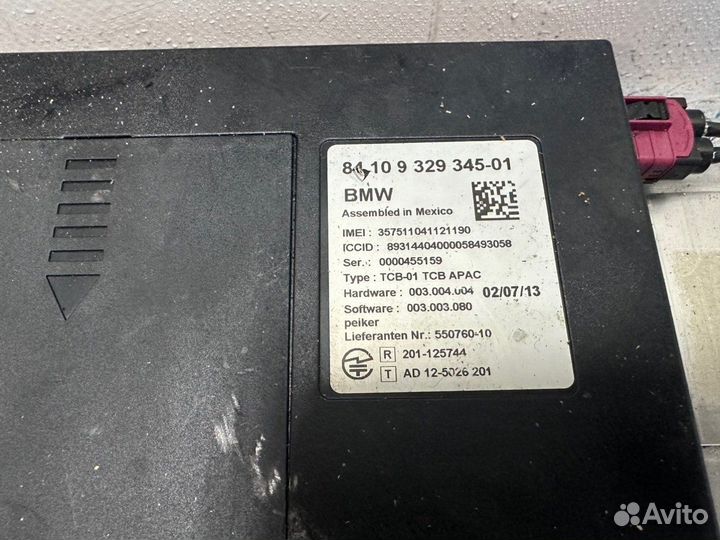 84 10 9 329 345-01
BMW
Assembled in Mexico
IMEI : 357511041121190
ICCID : 89314404000058493058
Ser. : 0000455159
Type : TCB-01 TCB APAC
Hardware : 003.004.004 02/07/13
Software : 003.003.080
peiker
Lieferanten Nr.: 550760-10
R 201-125744
T AD 12-5026 201
Avito